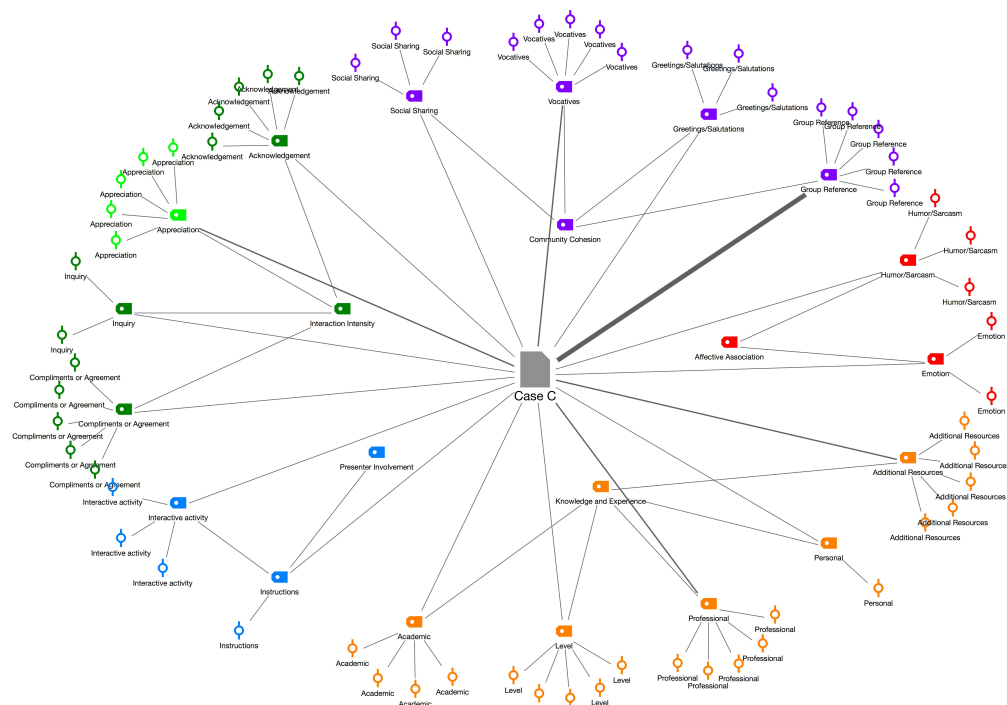 Social Sharing
Social Sharing
Social Sharing
Social Sharing
Vocatives
Vocatives
Vocatives
Vocatives
Vocatives
Vocatives
Greetings/Salutations
Greetings/Salutations
Greetings/Salutations
Greetings/Salutations
Acknowledgement
Acknowledgement
Acknowledgement
Acknowledgement
Acknowledgement
Acknowledgement
Group Reference
Group Reference
Group Reference
Group Reference
Group Reference
Group Reference
Appreciation
Appreciation
Appreciation
Appreciation
Appreciation
Appreciation
Community Cohesion
Humor/Sarcasm
Humor/Sarcasm
Humor/Sarcasm
Humor/Sarcasm
Inquiry
Inquiry
Inquiry
Interaction Intensity
Emotion
Emotion
Emotion
Affective Association
Case C
Compliments or Agreement
Compliments or Agreement
Compliments or Agreement
Compliments or Agreement
Compliments or Agreement
Compliments or Agreement
Presenter Involvement
Additional Resources
Additional Resources
Additional Resources
Additional Resources
Additional Resources
Additional Resources
Interactive activity
Interactive activity
Interactive activity
Interactive activity
Knowledge and Experience
Personal
Personal
Instructions
Instructions
Academic
Academic
Academic
Academic
Academic
Level
Level
Level
Level
Professional
Professional
Professional
Professional
Professional
Professional